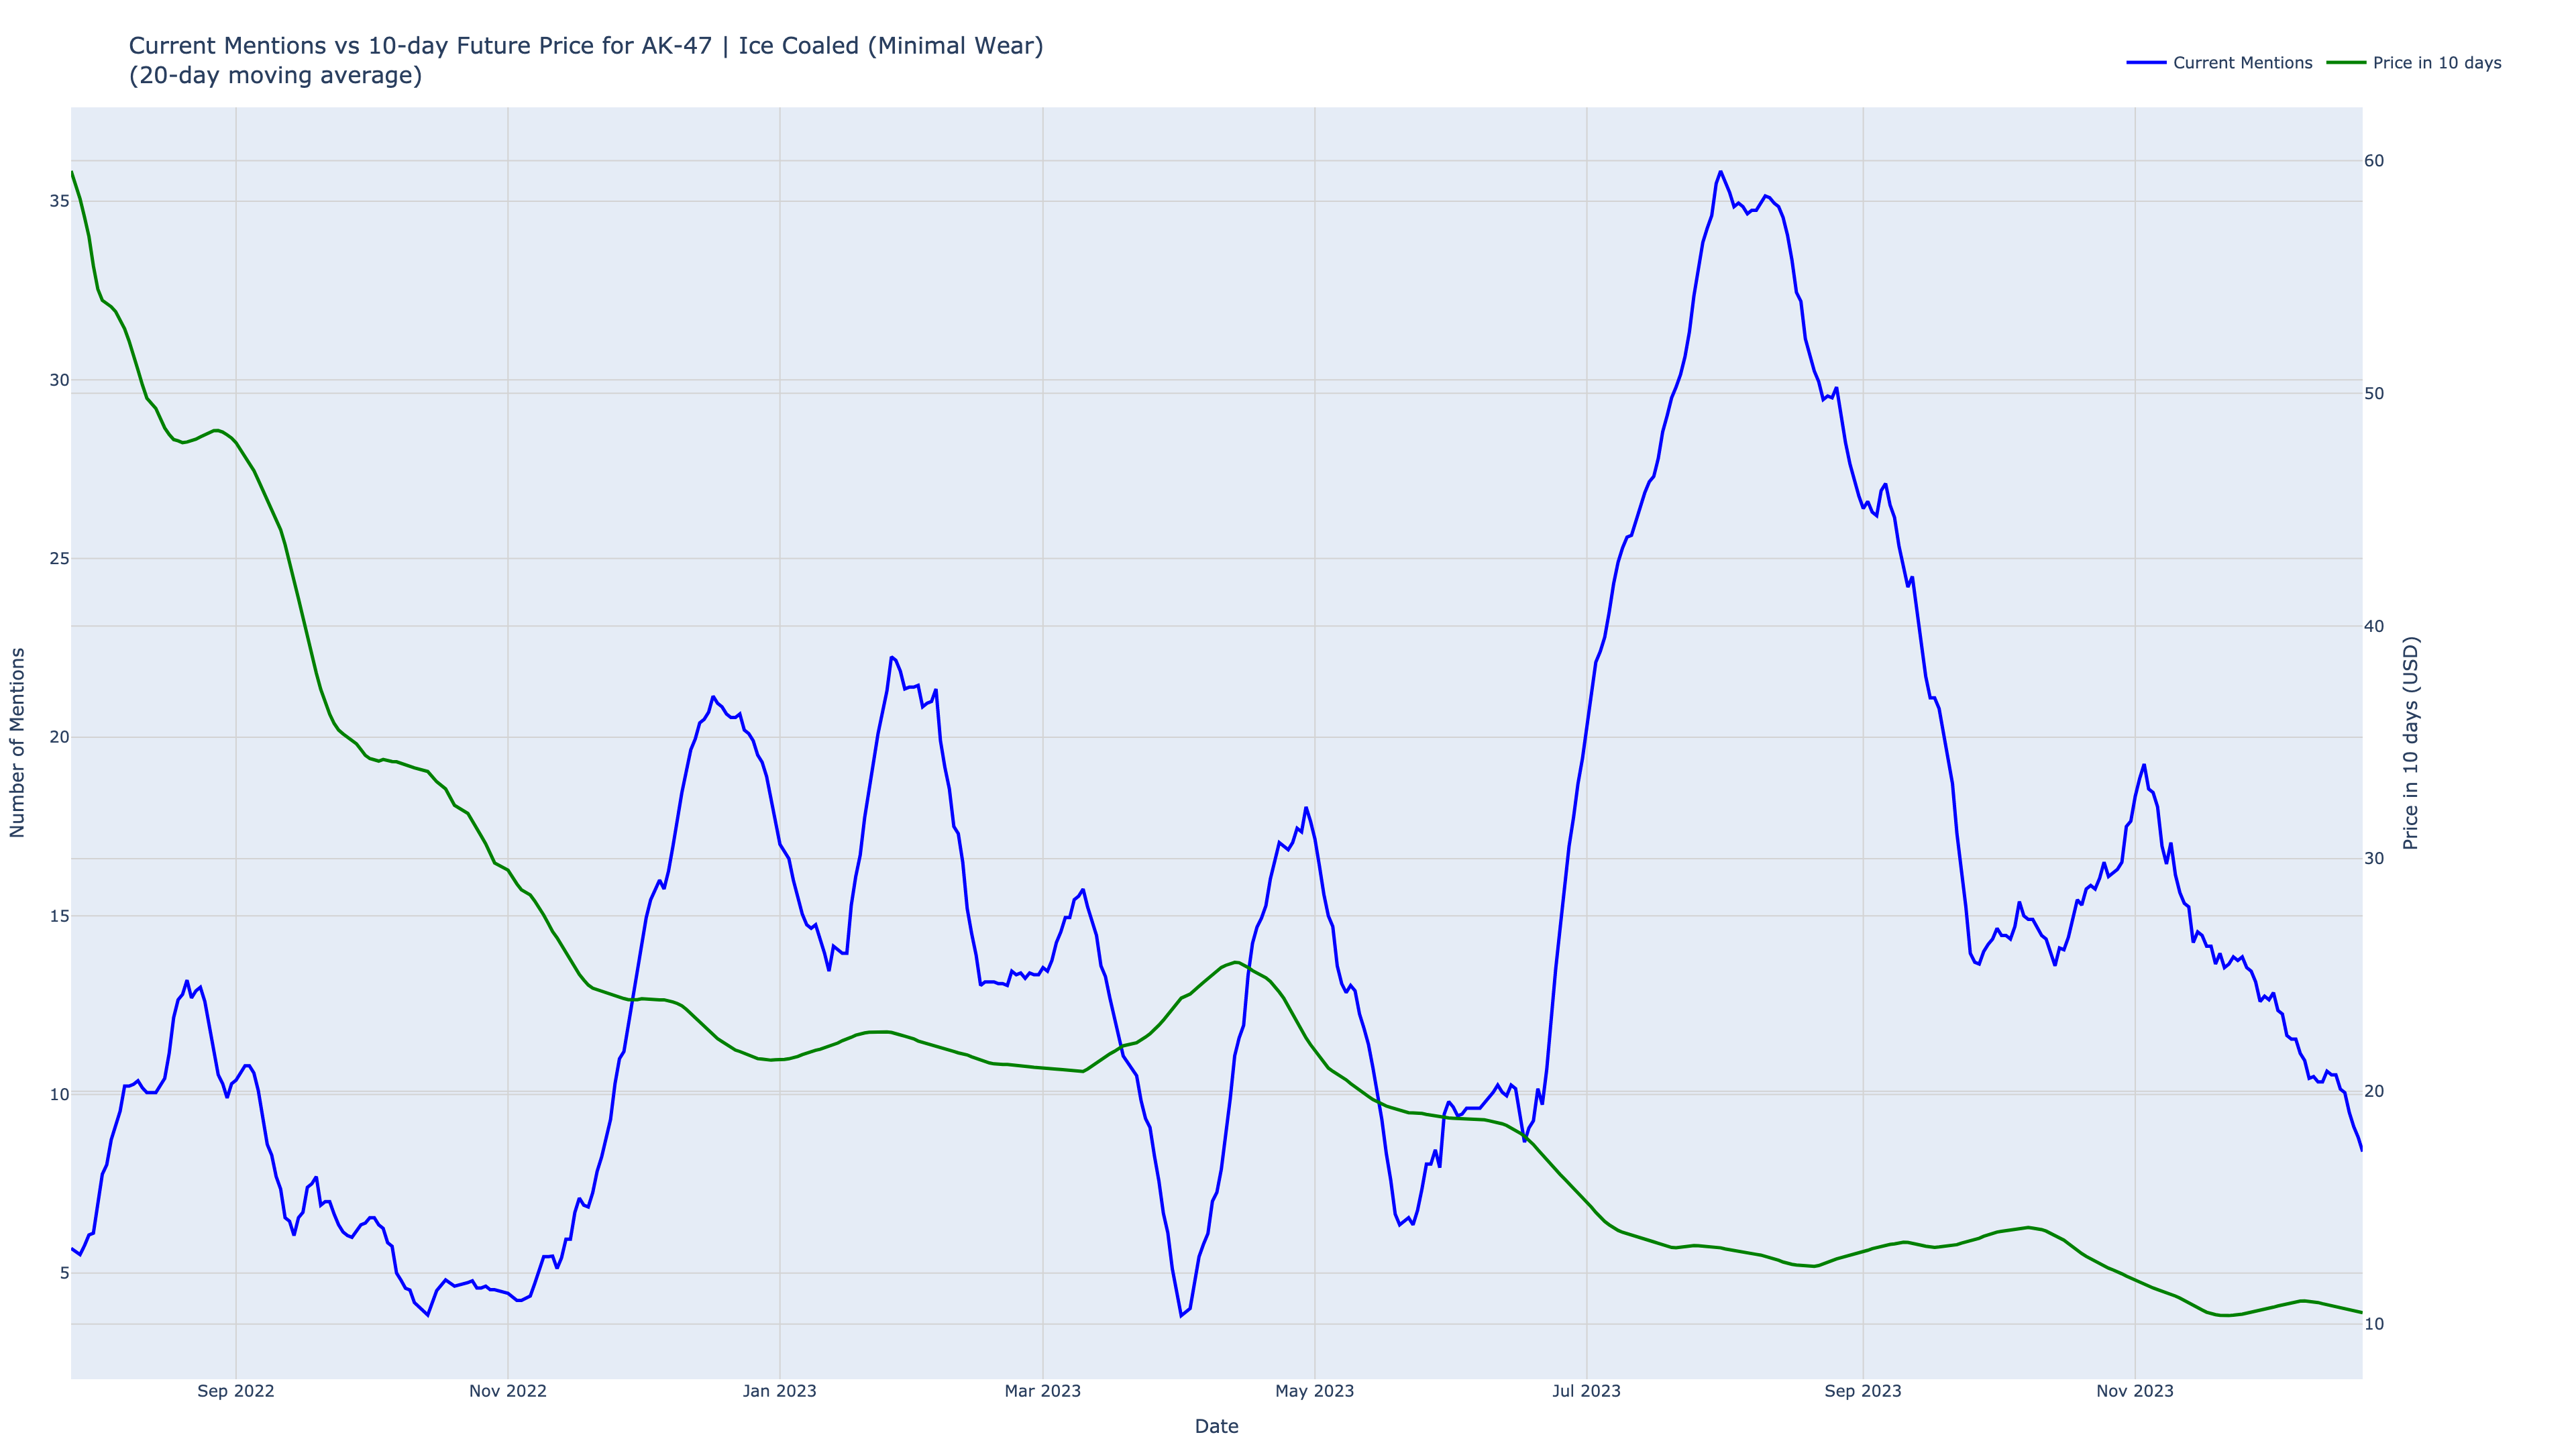 Current Mentions vs 10-day Future Price for AK-47 | Ice Coaled (Minimal Wear)
(20-day moving average)
Current Mentions
Price in 10 days
Number of Mentions
35
30
25
20
15
10
5
60
50
40
30
20
10
Price in 10 days (USD)
Sep 2022
Nov 2022
Jan 2023
Mar 2023
May 2023
Jul 2023
Sep 2023
Nov 2023
Date